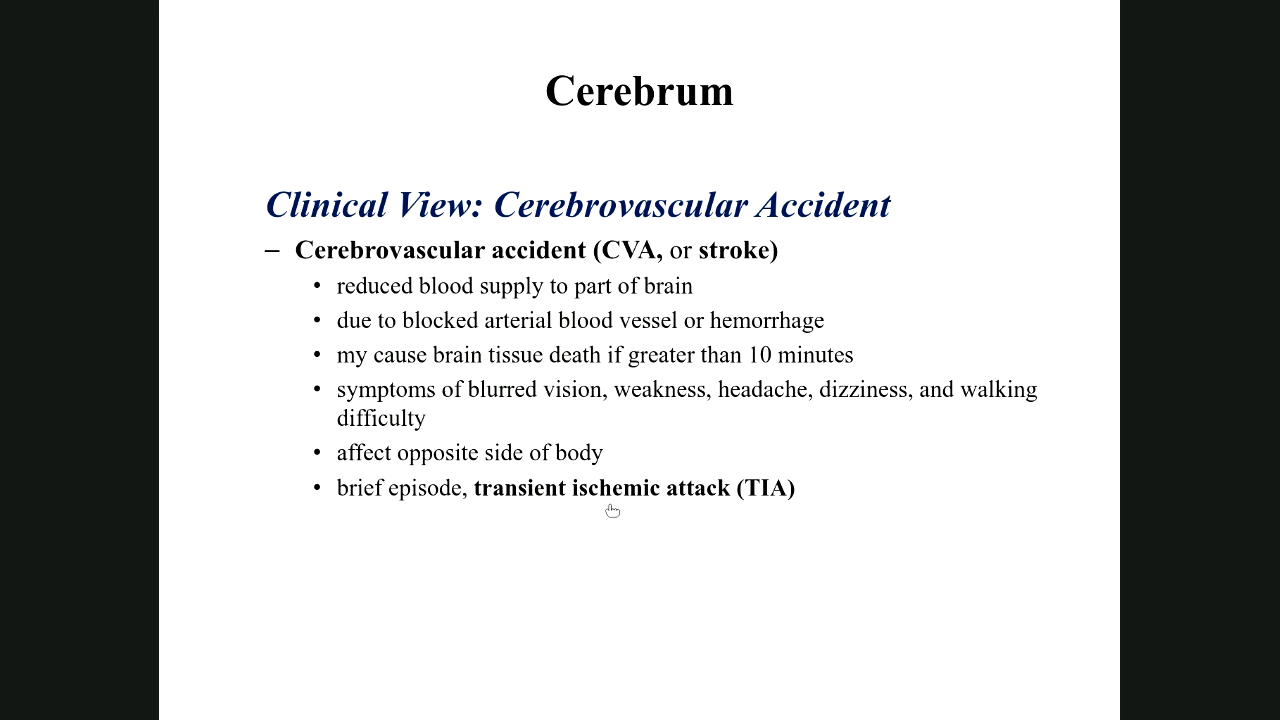 Cerebrum
Clinical View: Cerebrovascular Accident
– Cerebrovascular accident (CVA, or stroke)
• reduced blood supply to part of brain
• due to blocked arterial blood vessel or hemorrhage
• my cause brain tissue death if greater than 10 minutes
• symptoms of blurred vision, weakness, headache, dizziness, and walking
difficulty
• affect opposite side of body
• brief episode, transient ischemic attack (TIA)